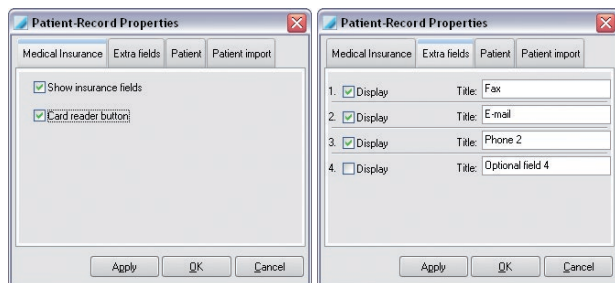 Patient-Record Properties
Medical Insurance Extra fields Patient Patient import
Show insurance fields
Card reader button
Apply OK Cancel
Patient-Record Properties
Medical Insurance Extra fields Patient Patient import
1. Display Title: Fax
2. Display Title: E-mail
3. Display Title: Phone 2
4. Display Title: Optional field 4
Apply OK Cancel